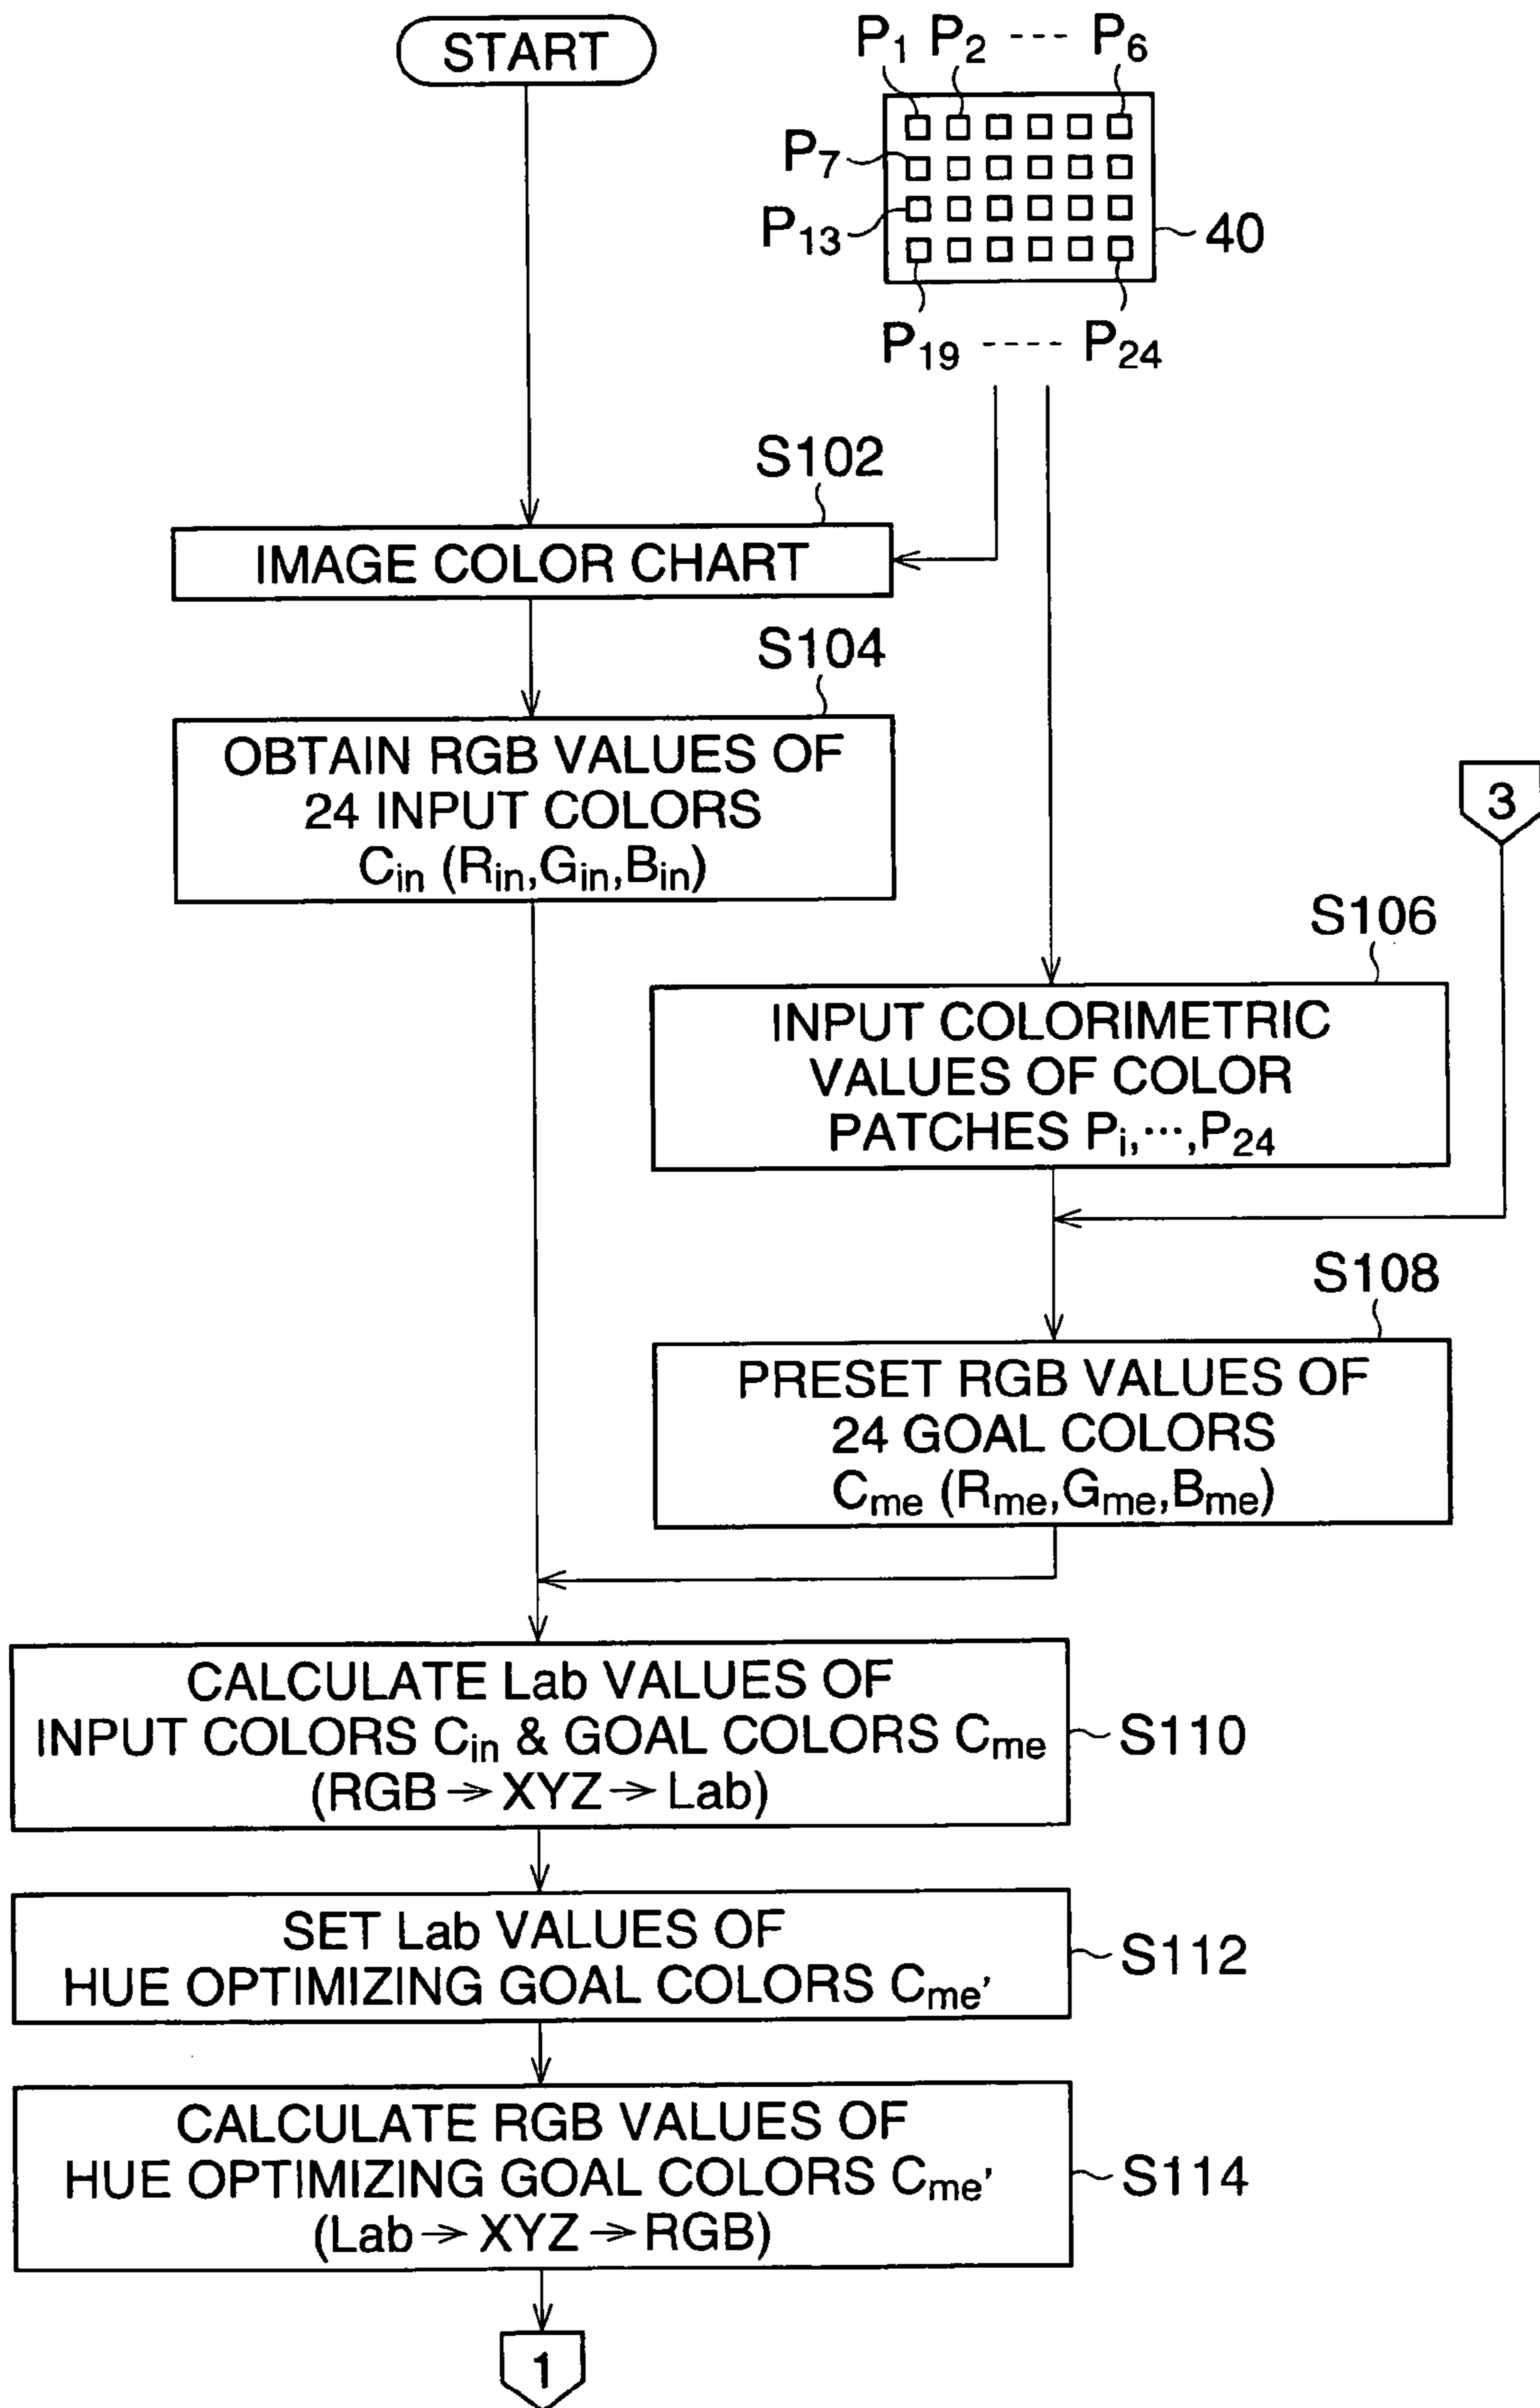 START
P₁ P₂ --- P₆
P₇
P₁₃
40
P₁₉ ---- P₂₄
S102
IMAGE COLOR CHART
S104
OBTAIN RGB VALUES OF
24 INPUT COLORS
Cᵢₙ (Rᵢₙ,Gᵢₙ,Bᵢₙ)
3
S106
INPUT COLORIMETRIC
VALUES OF COLOR
PATCHES Pᵢ,⋯,P₂₄
S108
PRESET RGB VALUES OF
24 GOAL COLORS
Cₘₑ (Rₘₑ,Gₘₑ,Bₘₑ)
CALCULATE Lab VALUES OF
INPUT COLORS Cᵢₙ & GOAL COLORS Cₘₑ
(RGB→XYZ→Lab)
S110
SET Lab VALUES OF
HUE OPTIMIZING GOAL COLORS Cₘₑ'
S112
CALCULATE RGB VALUES OF
HUE OPTIMIZING GOAL COLORS Cₘₑ'
(Lab→XYZ→RGB)
S114
1